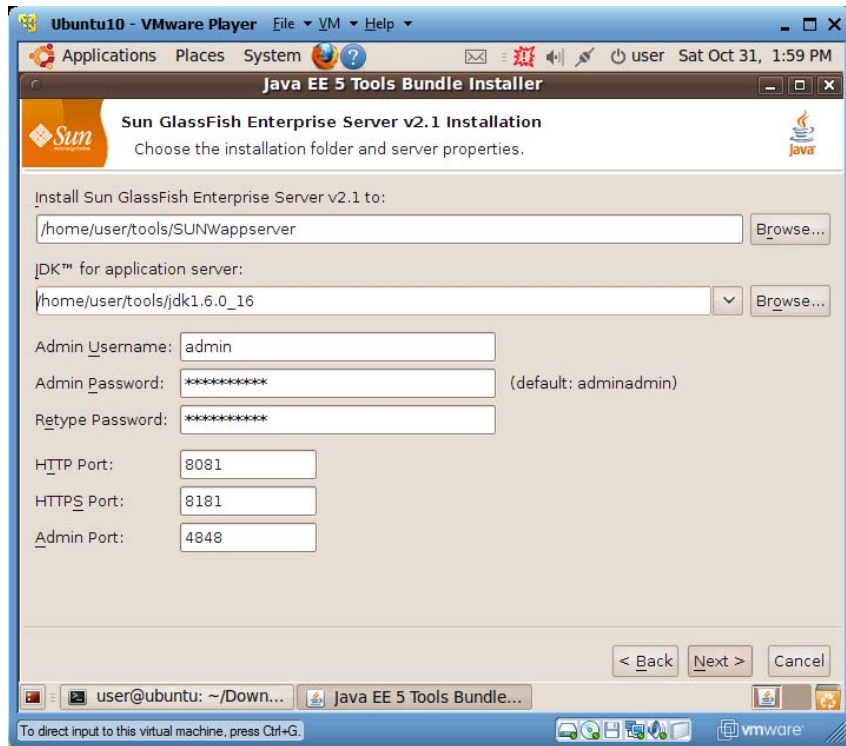 Ubuntu10 - VMware Player File VM Help
Applications Places System user Sat Oct 31, 1:59 PM
Java EE 5 Tools Bundle Installer
Sun
microsystems
Sun GlassFish Enterprise Server v2.1 Installation
Choose the installation folder and server properties.
Java
Install Sun GlassFish Enterprise Server v2.1 to:
/home/user/tools/SUNWappserver Browse...
JDK™ for application server:
/home/user/tools/jdk1.6.0_16 Browse...
Admin Username: admin
Admin Password: ********** (default: adminadmin)
Retype Password: **********
HTTP Port: 8081
HTTPS Port: 8181
Admin Port: 4848
< Back Next > Cancel
user@ubuntu: ~/Down... Java EE 5 Tools Bundle...
To direct input to this virtual machine, press Ctrl+G. vmware